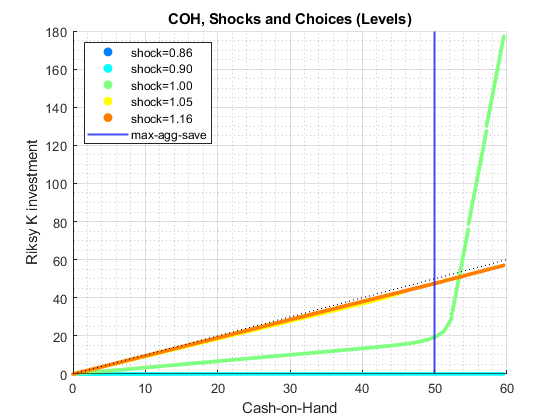 COH, Shocks and Choices (Levels)
180
160
140
120
100
80
60
40
20
0
Riksy K investment
shock=0.86
shock=0.90
shock=1.00
shock=1.05
shock=1.16
max-agg-save
0 10 20 30 40 50 60
Cash-on-Hand